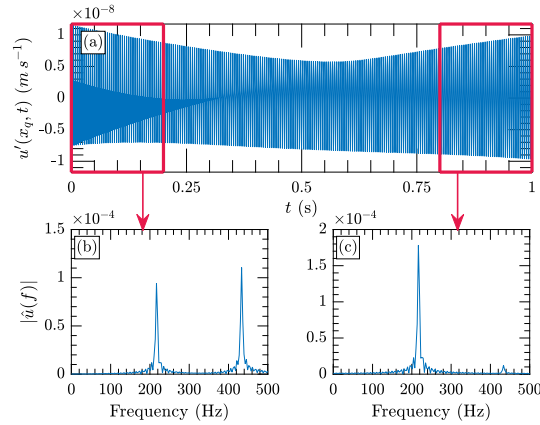 ×10⁻⁸
(a)
u′(x_q, t) (m s⁻¹)
1
0.5
0
-0.5
-1
0 0.25 0.5 0.75 1
t (s)
×10⁻⁴
(b)
|û(f)|
1.5
1
0.5
0
0 100 200 300 400 500
Frequency (Hz)
×10⁻⁴
(c)
2
1.5
1
0.5
0
0 100 200 300 400 500
Frequency (Hz)